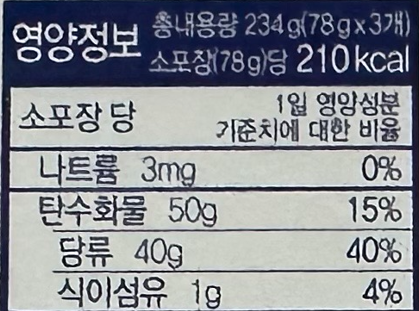 영양정보 총내용량 234g(78g×3개)
소포장(78g)당 210kcal
소포장 당 1일 영양성분
기준치에 대한 비율
나트륨 3mg 0%
탄수화물 50g 15%
당류 40g 40%
식이섬유 1g 4%